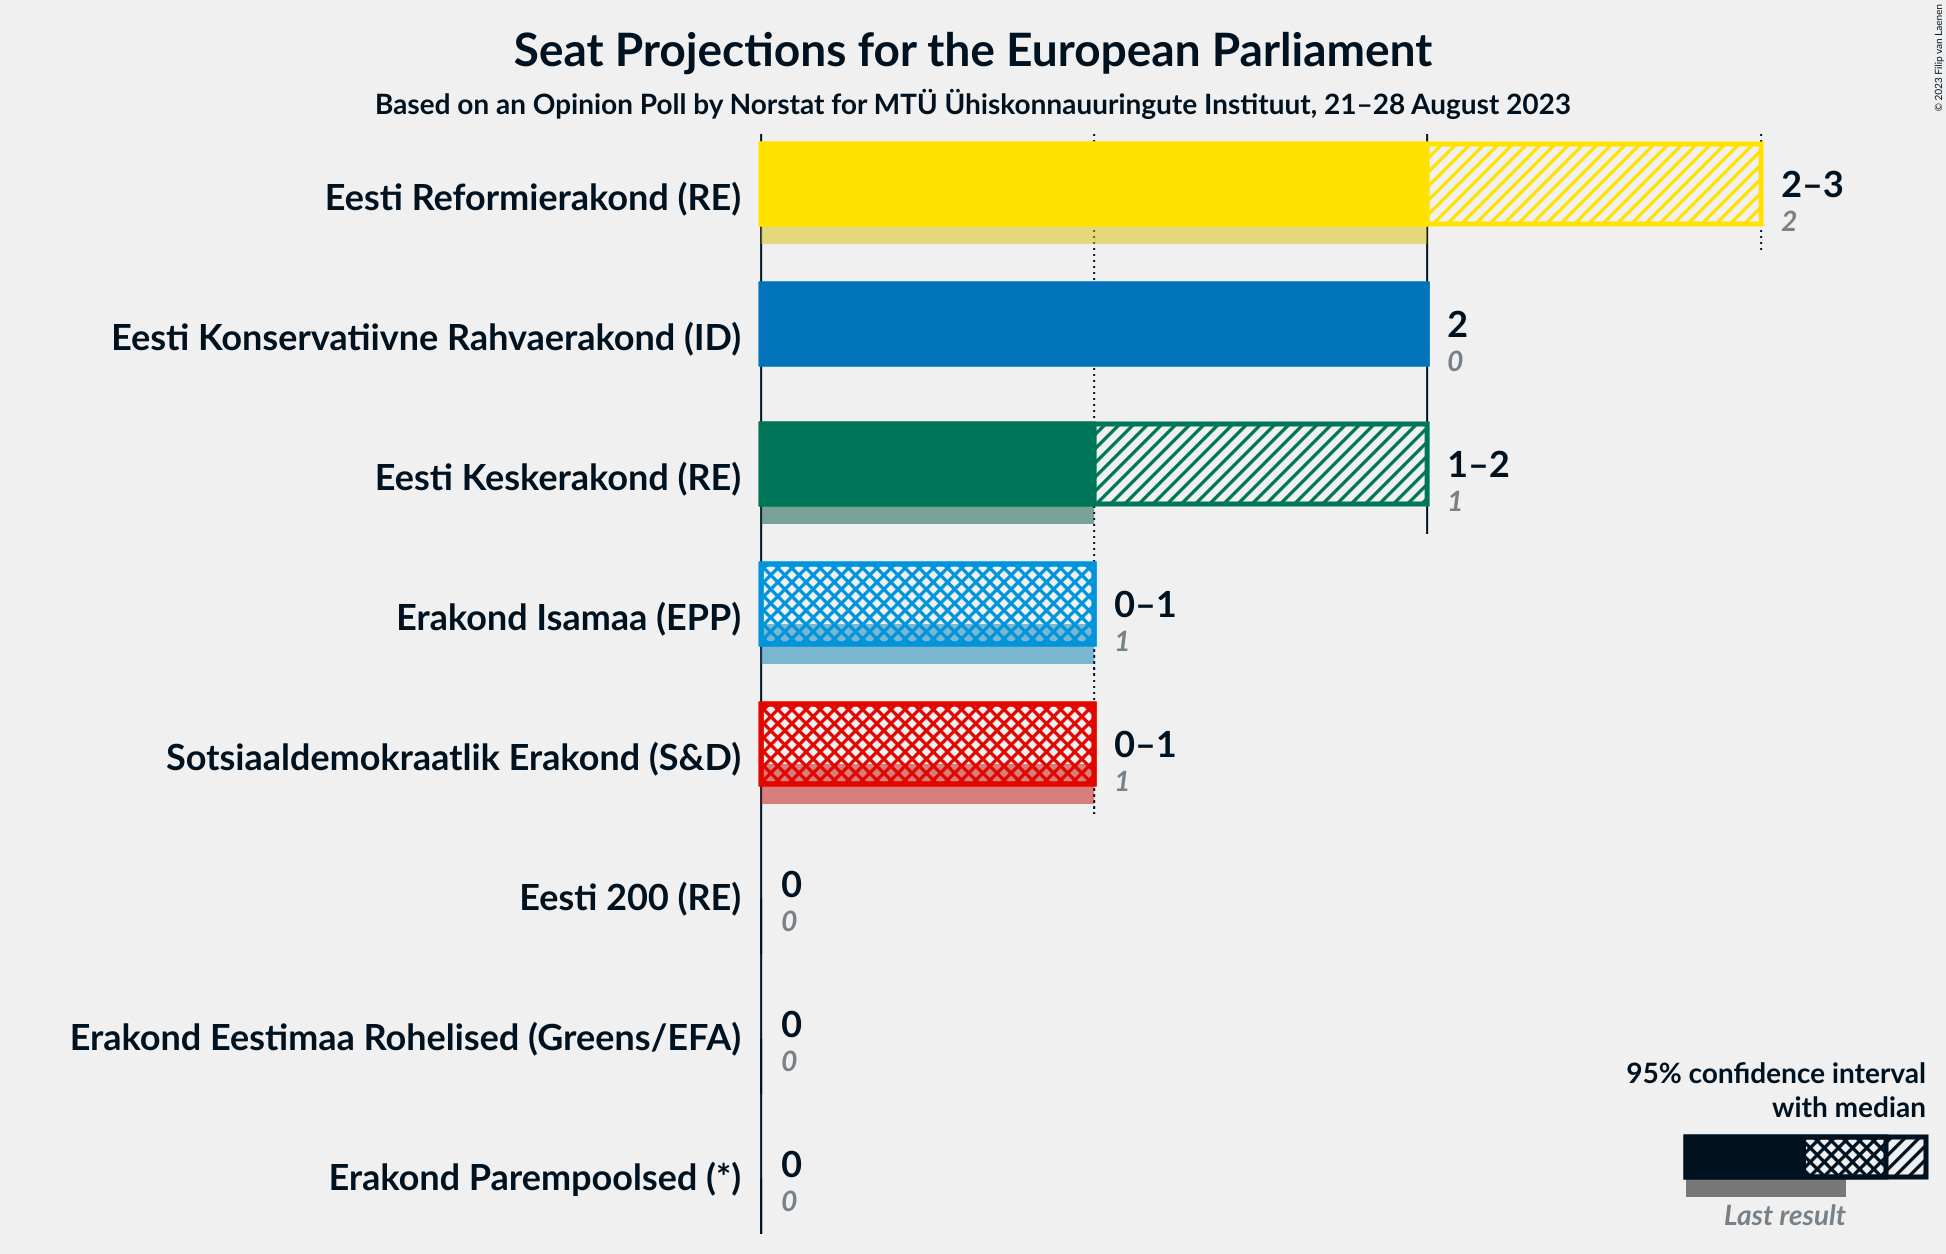 Seat Projections for the European Parliament
Based on an Opinion Poll by Norstat for MTÜ Ühiskonnauuringute Instituut, 21–28 August 2023
© 2023 Filip van Laenen
Eesti Reformierakond (RE)
2–3
2
Eesti Konservatiivne Rahvaerakond (ID)
2
0
Eesti Keskerakond (RE)
1–2
1
Erakond Isamaa (EPP)
0–1
1
Sotsiaaldemokraatlik Erakond (S&D)
0–1
1
Eesti 200 (RE)
0
0
Erakond Eestimaa Rohelised (Greens/EFA)
0
0
Erakond Parempoolsed (*)
0
0
95% confidence interval
with median
Last result